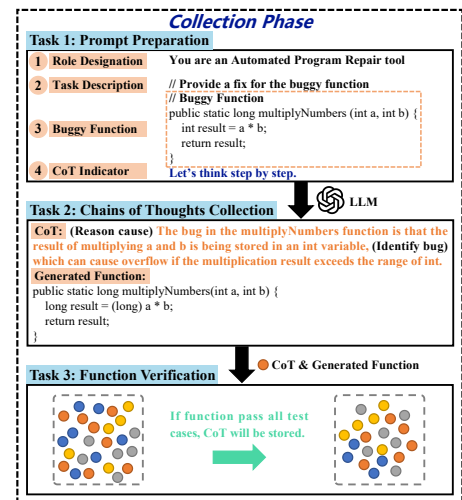 Collection Phase
Task 1: Prompt Preparation
1 Role Designation You are an Automated Program Repair tool
2 Task Description // Provide a fix for the buggy function
// Buggy Function
3 Buggy Function public static long multiplyNumbers (int a, int b) {
int result = a * b;
return result;
}
4 CoT Indicator Let's think step by step.
LLM
Task 2: Chains of Thoughts Collection
CoT: (Reason cause) The bug in the multiplyNumbers function is that the
result of multiplying a and b is being stored in an int variable, (Identify bug)
which can cause overflow if the multiplication result exceeds the range of int.
Generated Function:
public static long multiplyNumbers(int a, int b) {
long result = (long) a * b;
return result;
}
CoT & Generated Function
Task 3: Function Verification
If function pass all test
cases, CoT will be stored.